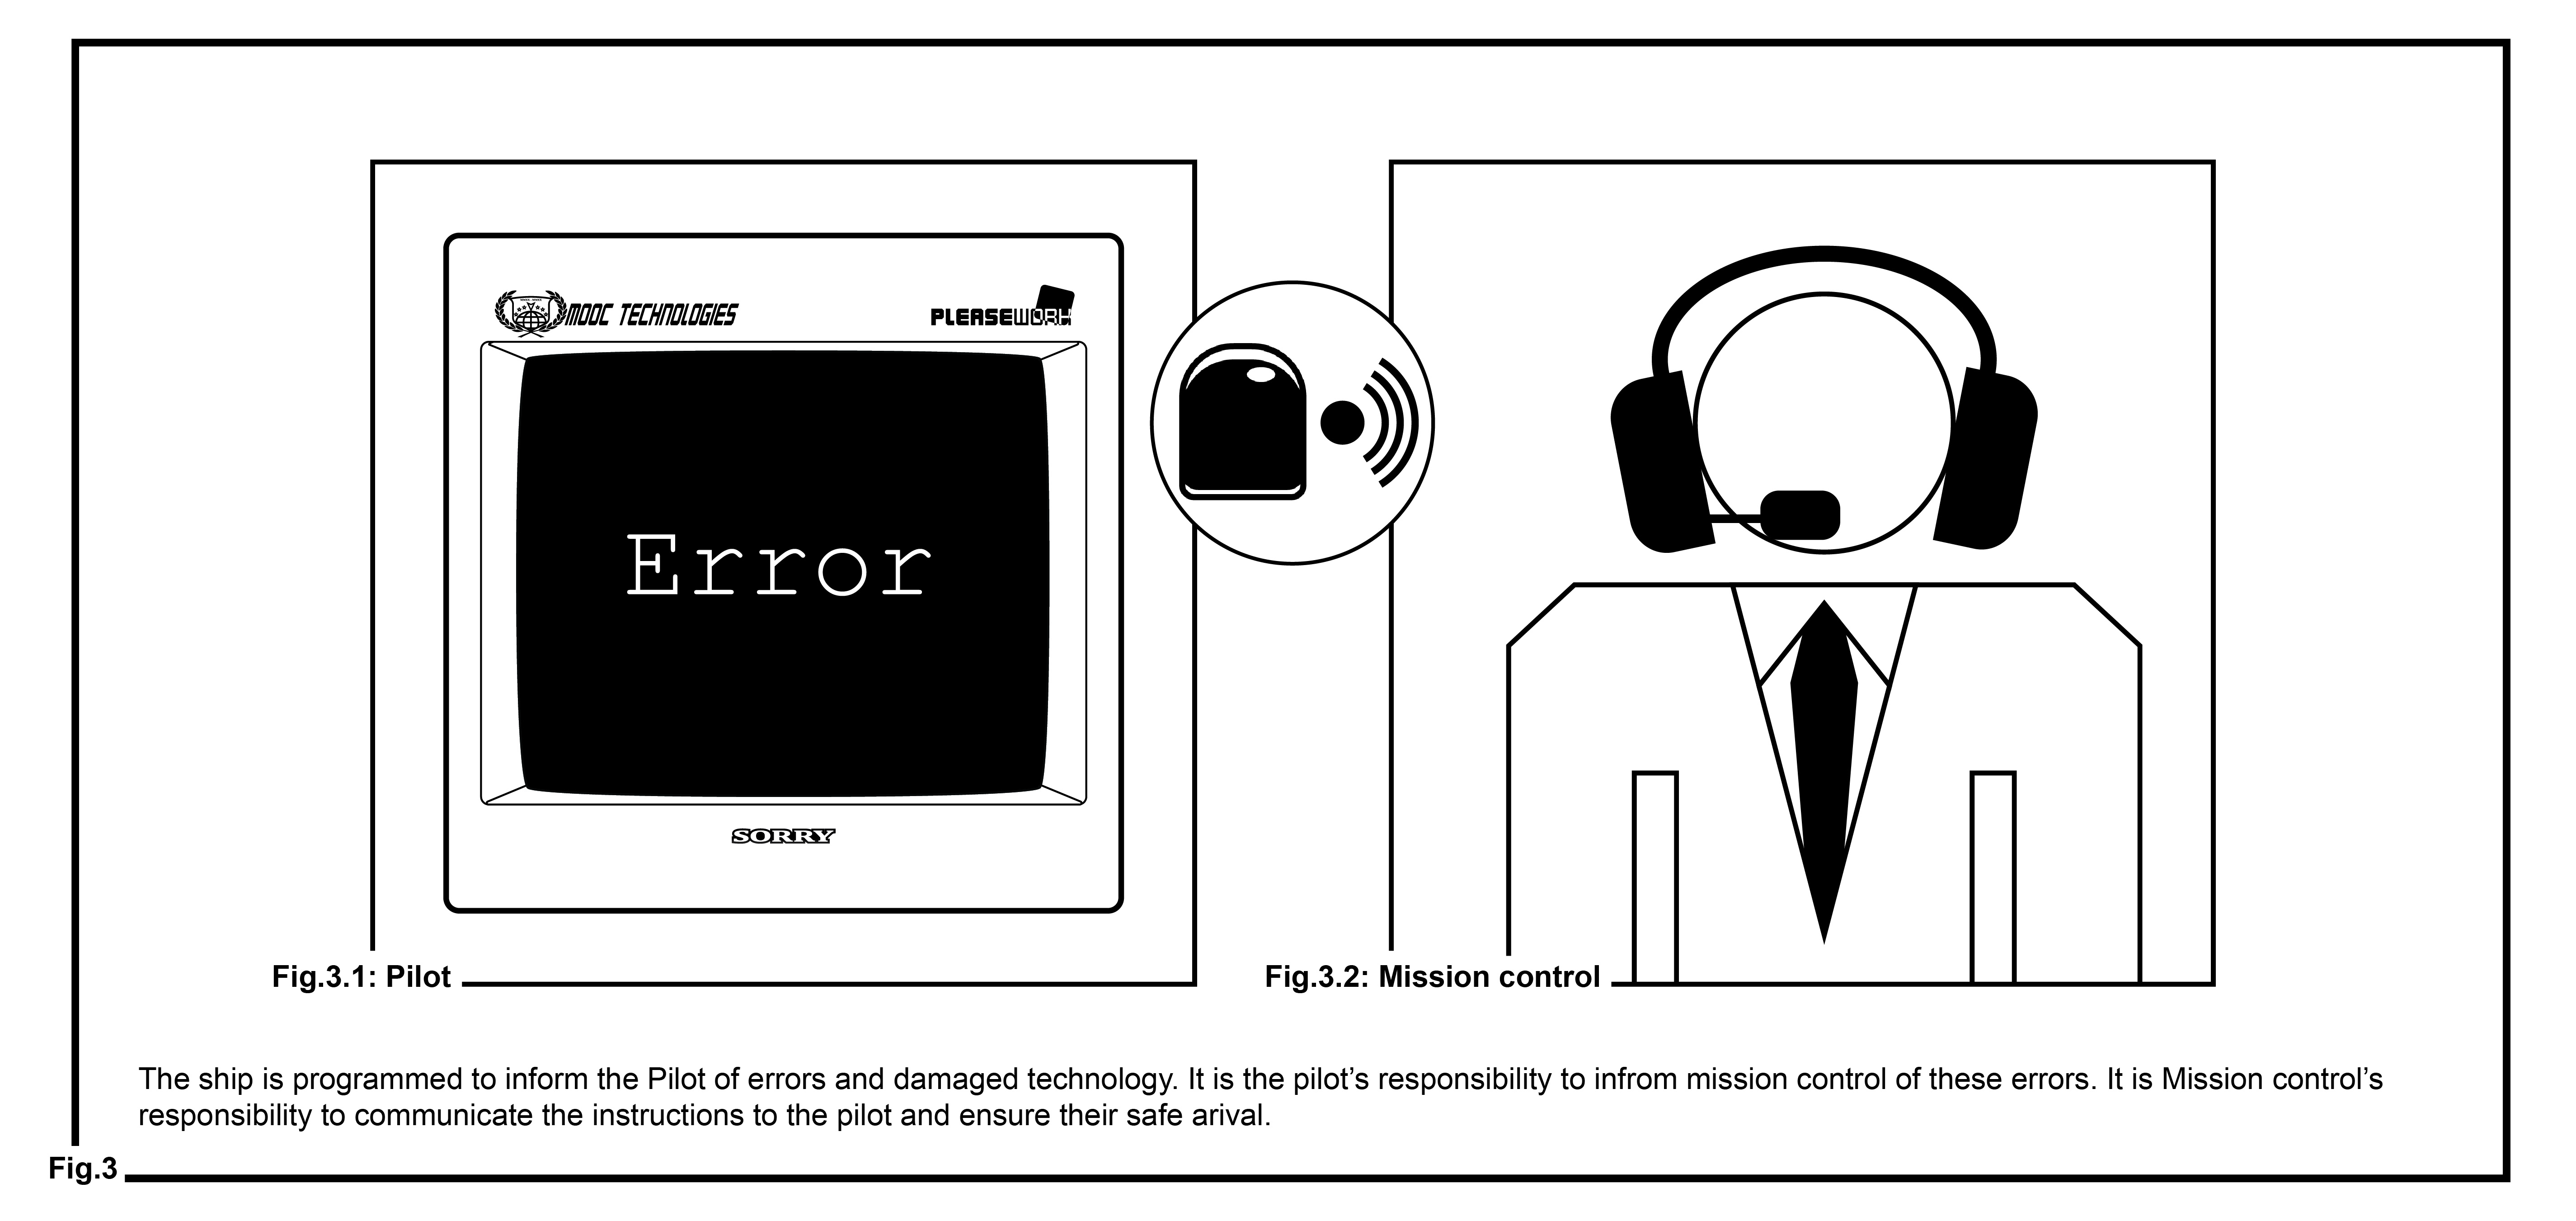 MOOC TECHNOLOGIES
PLEASEWORK
Error
SORRY
Fig.3.1: Pilot
Fig.3.2: Mission control
The ship is programmed to inform the Pilot of errors and damaged technology. It is the pilot’s responsibility to infrom mission control of these errors. It is Mission control’s
responsibility to communicate the instructions to the pilot and ensure their safe arival.
Fig.3